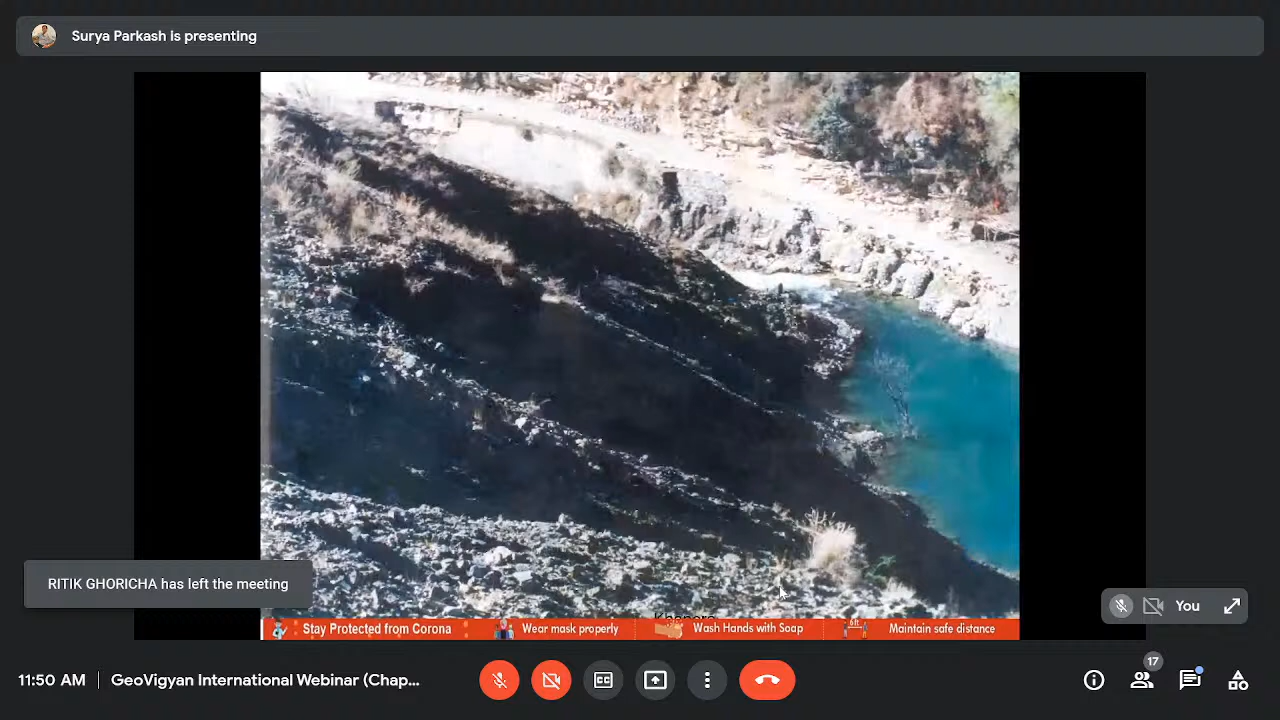 Surya Parkash is presenting
RITIK GHORICHA has left the meeting
You
Stay Protected from Corona Wear mask properly Wash Hands with Soap 6ft Maintain safe distance
17
11:50 AM GeoVigyan International Webinar (Chap...